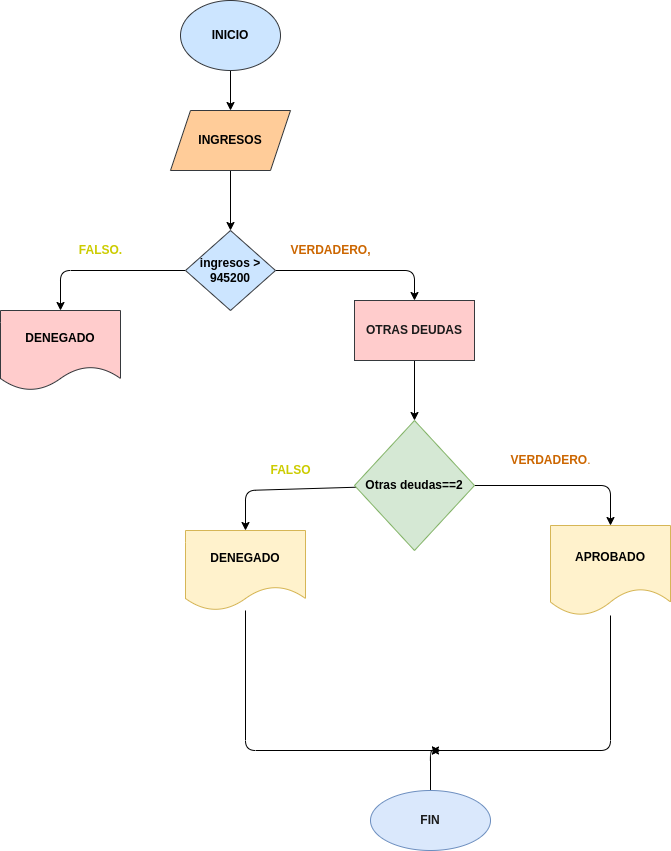 INICIO
INGRESOS
FALSO.
VERDADERO,
ingresos >
945200
DENEGADO
OTRAS DEUDAS
FALSO
VERDADERO.
Otras deudas==2
DENEGADO
APROBADO
FIN